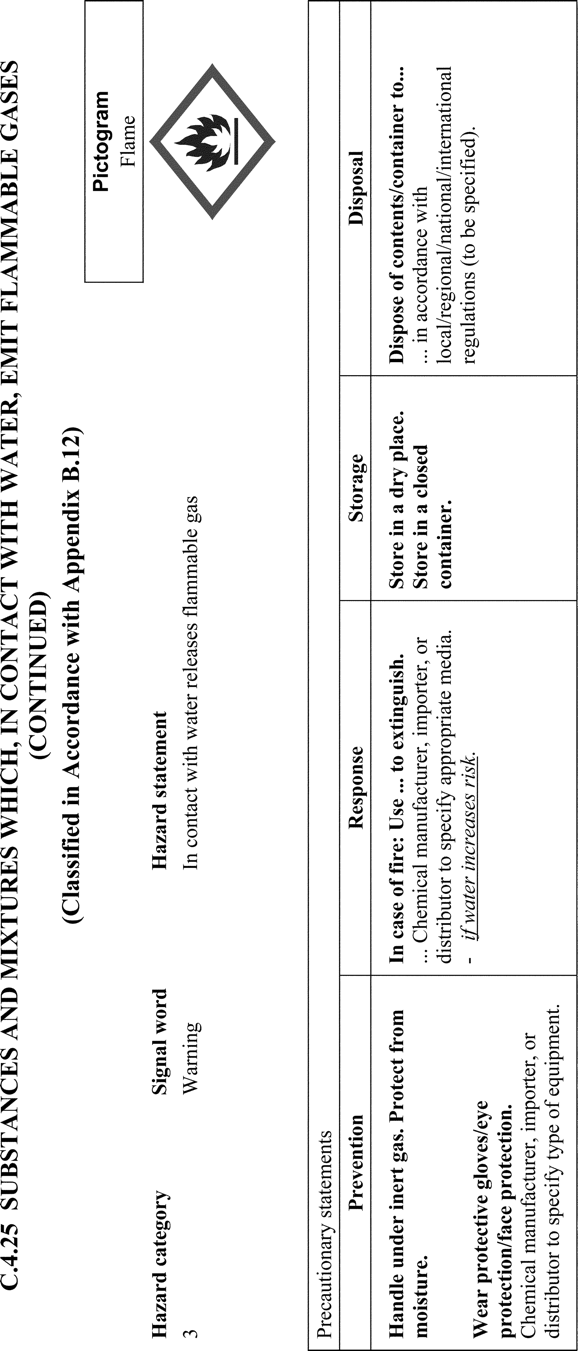 C.4.25 SUBSTANCES AND MIXTURES WHICH, IN CONTACT WITH WATER, EMIT FLAMMABLE GASES
(CONTINUED)
(Classified in Accordance with Appendix B.12)
Pictogram
Flame
Hazard category
3
Signal word
Warning
Hazard statement
In contact with water releases flammable gas
Precautionary statements
Prevention
Response
Storage
Disposal
Handle under inert gas. Protect from
moisture.
Wear protective gloves/eye
protection/face protection.
Chemical manufacturer, importer, or
distributor to specify type of equipment.
In case of fire: Use ... to extinguish.
... Chemical manufacturer, importer, or
distributor to specify appropriate media.
- if water increases risk.
Store in a dry place.
Store in a closed
container.
Dispose of contents/container to...
... in accordance with
local/regional/national/international
regulations (to be specified).